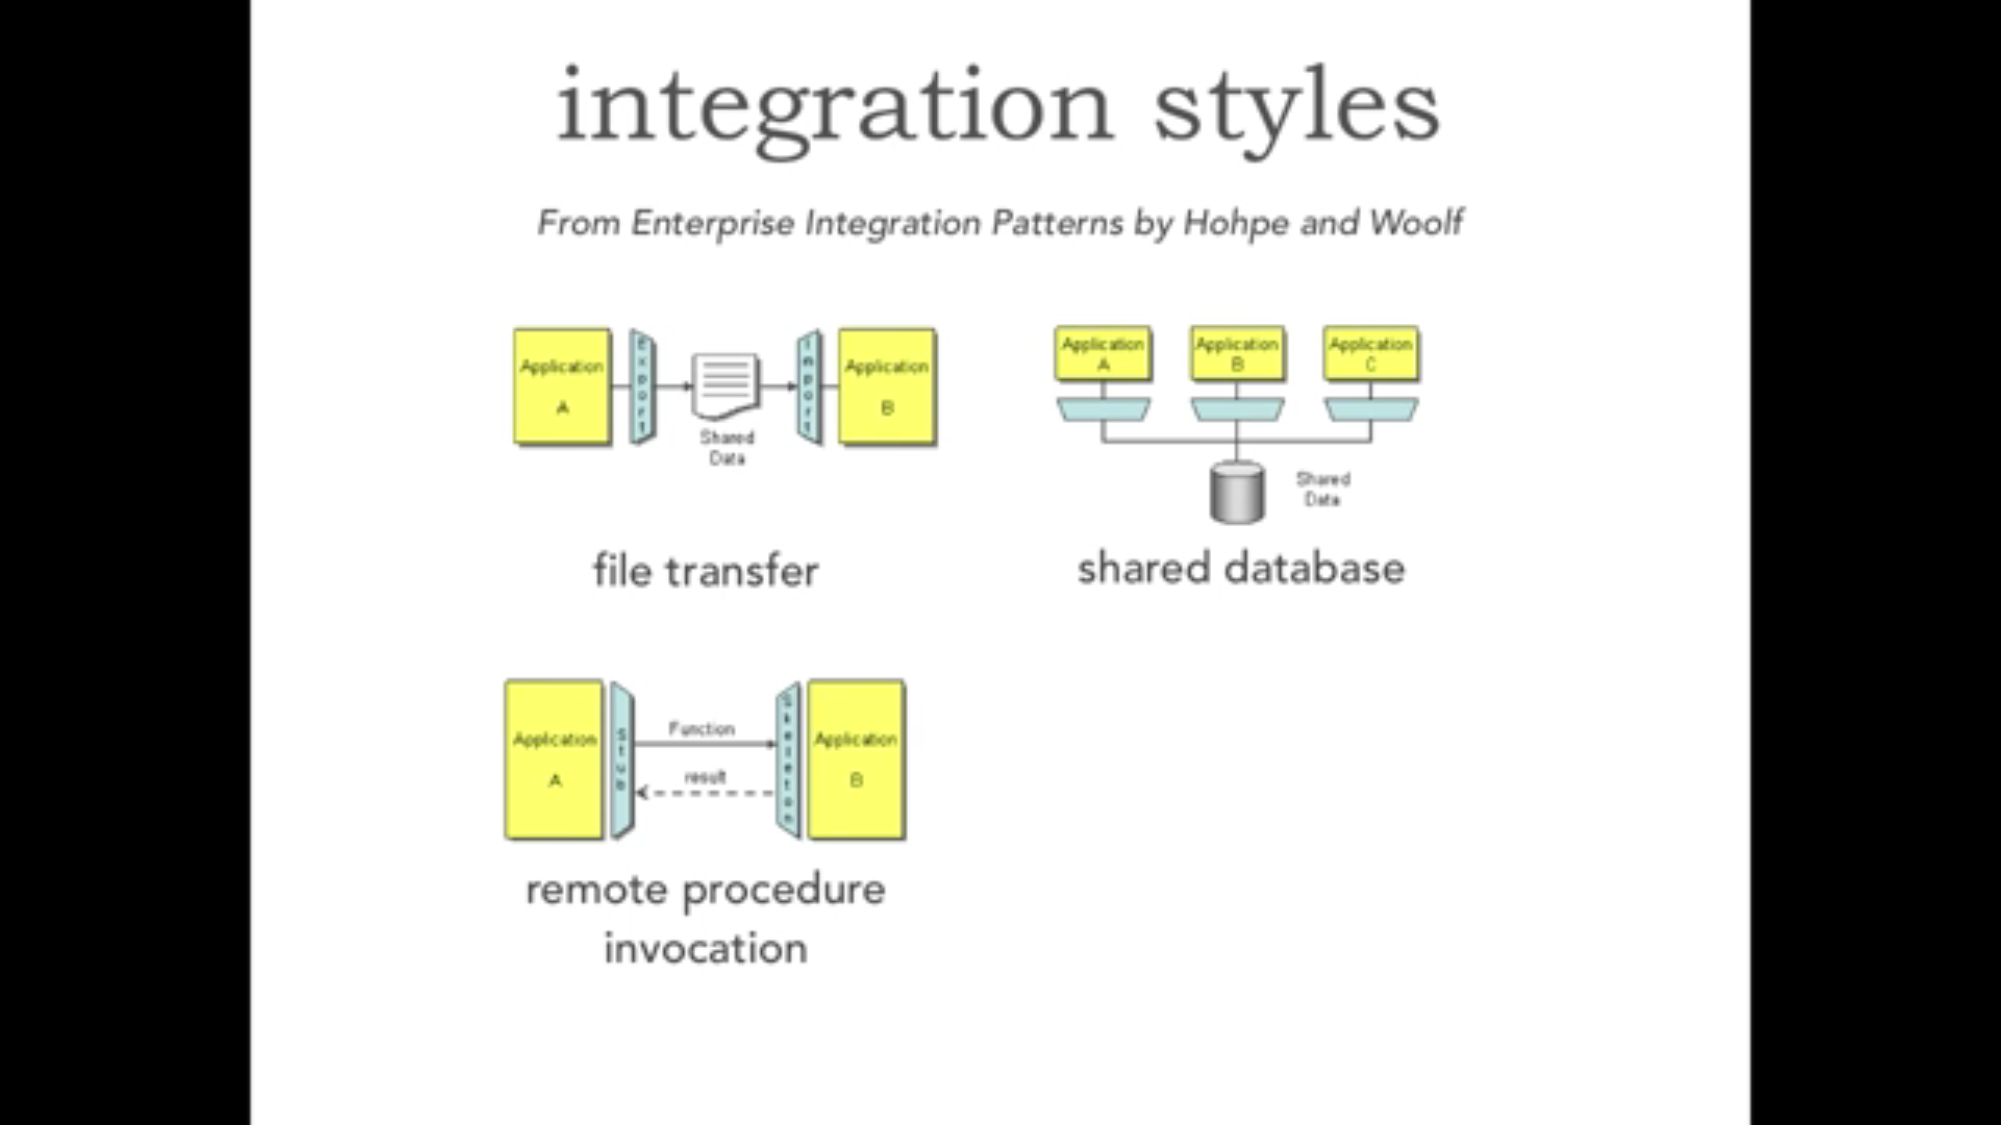 integration styles
From Enterprise Integration Patterns by Hohpe and Woolf
Application
A
Export
Shared
Data
Import
Application
B
file transfer
Application
A
Application
B
Application
C
Shared
Data
shared database
Application
A
Stub
Function
result
Skeleton
Application
B
remote procedure
invocation